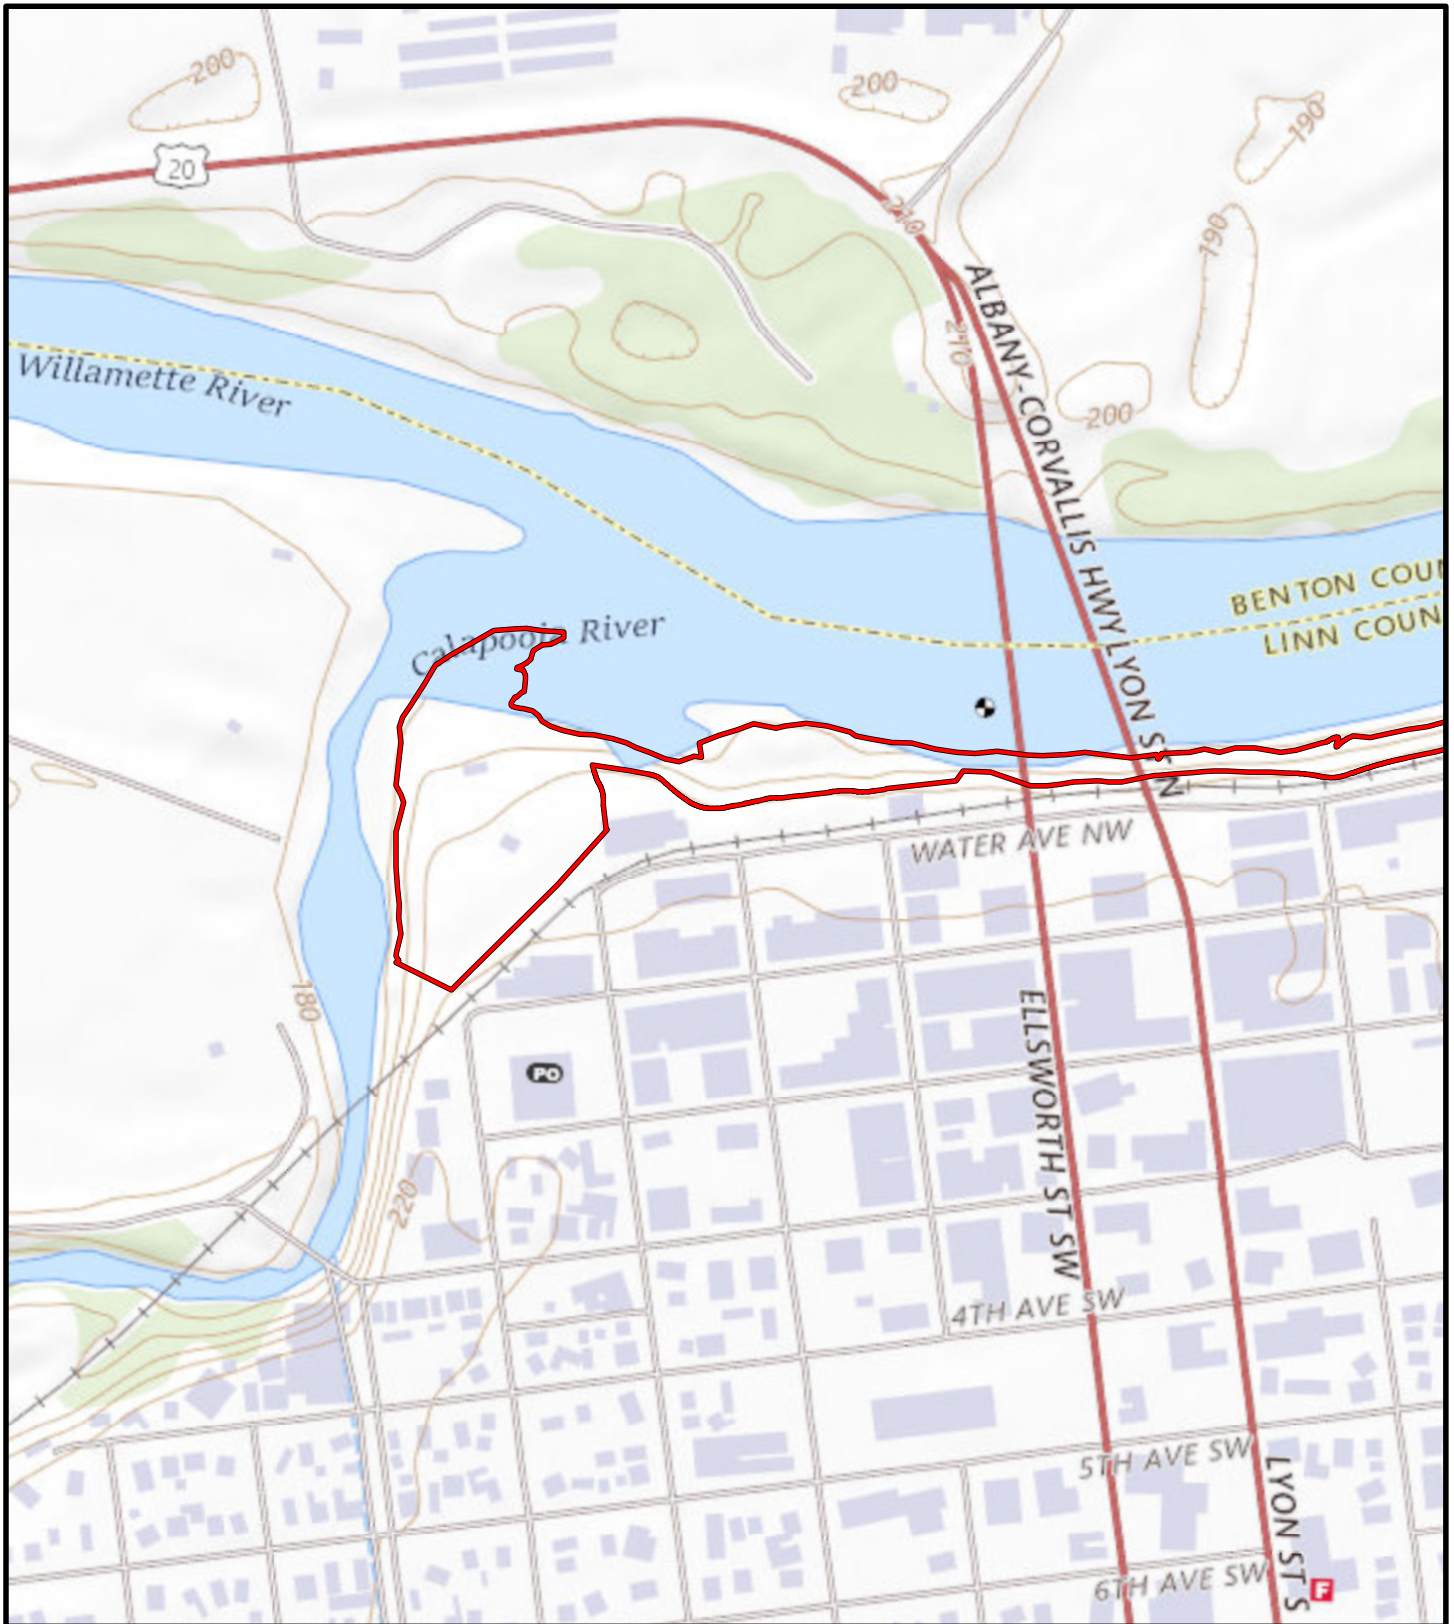 200
200
190
20
210
190
ALBANY-CORVALLIS HWY
210
Willamette River
200
BENTON COUN
LINN COUN
Calapooia River
LYON ST N
WATER AVE NW
180
ELLSWORTH ST SW
PO
220
4TH AVE SW
5TH AVE SW
LYON ST S
6TH AVE SW
F